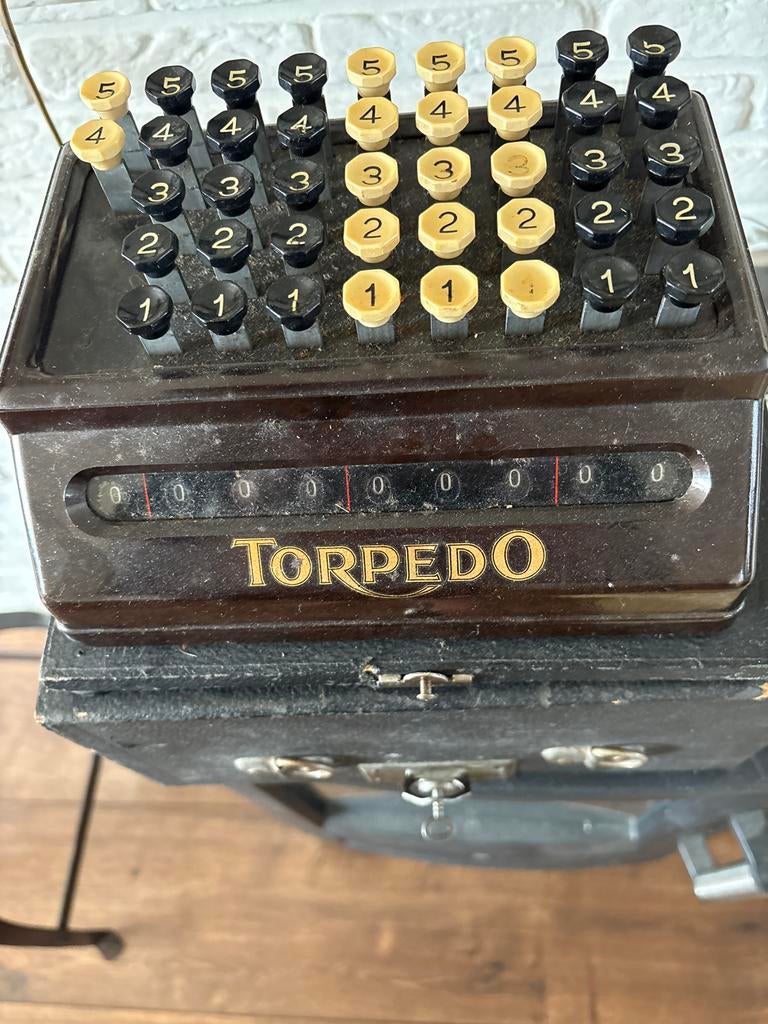 5 5 5 5 5 5 5 5 5
4 4 4 4 4 4 4 4 4
3 3 3 3 3 3 3 3
2 2 2 2 2 2 2 2
1 1 1 1 1 1 1
0 0 0 0 0 0 0 0 0
TORPEDO